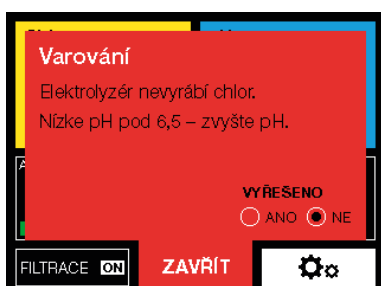 Varování
Elektrolyzér nevyrábí chlor.
Nízke pH pod 6,5 – zvyšte pH.
VYŘEŠENO
ANO NE
FILTRACE ON
ZAVŘÍT